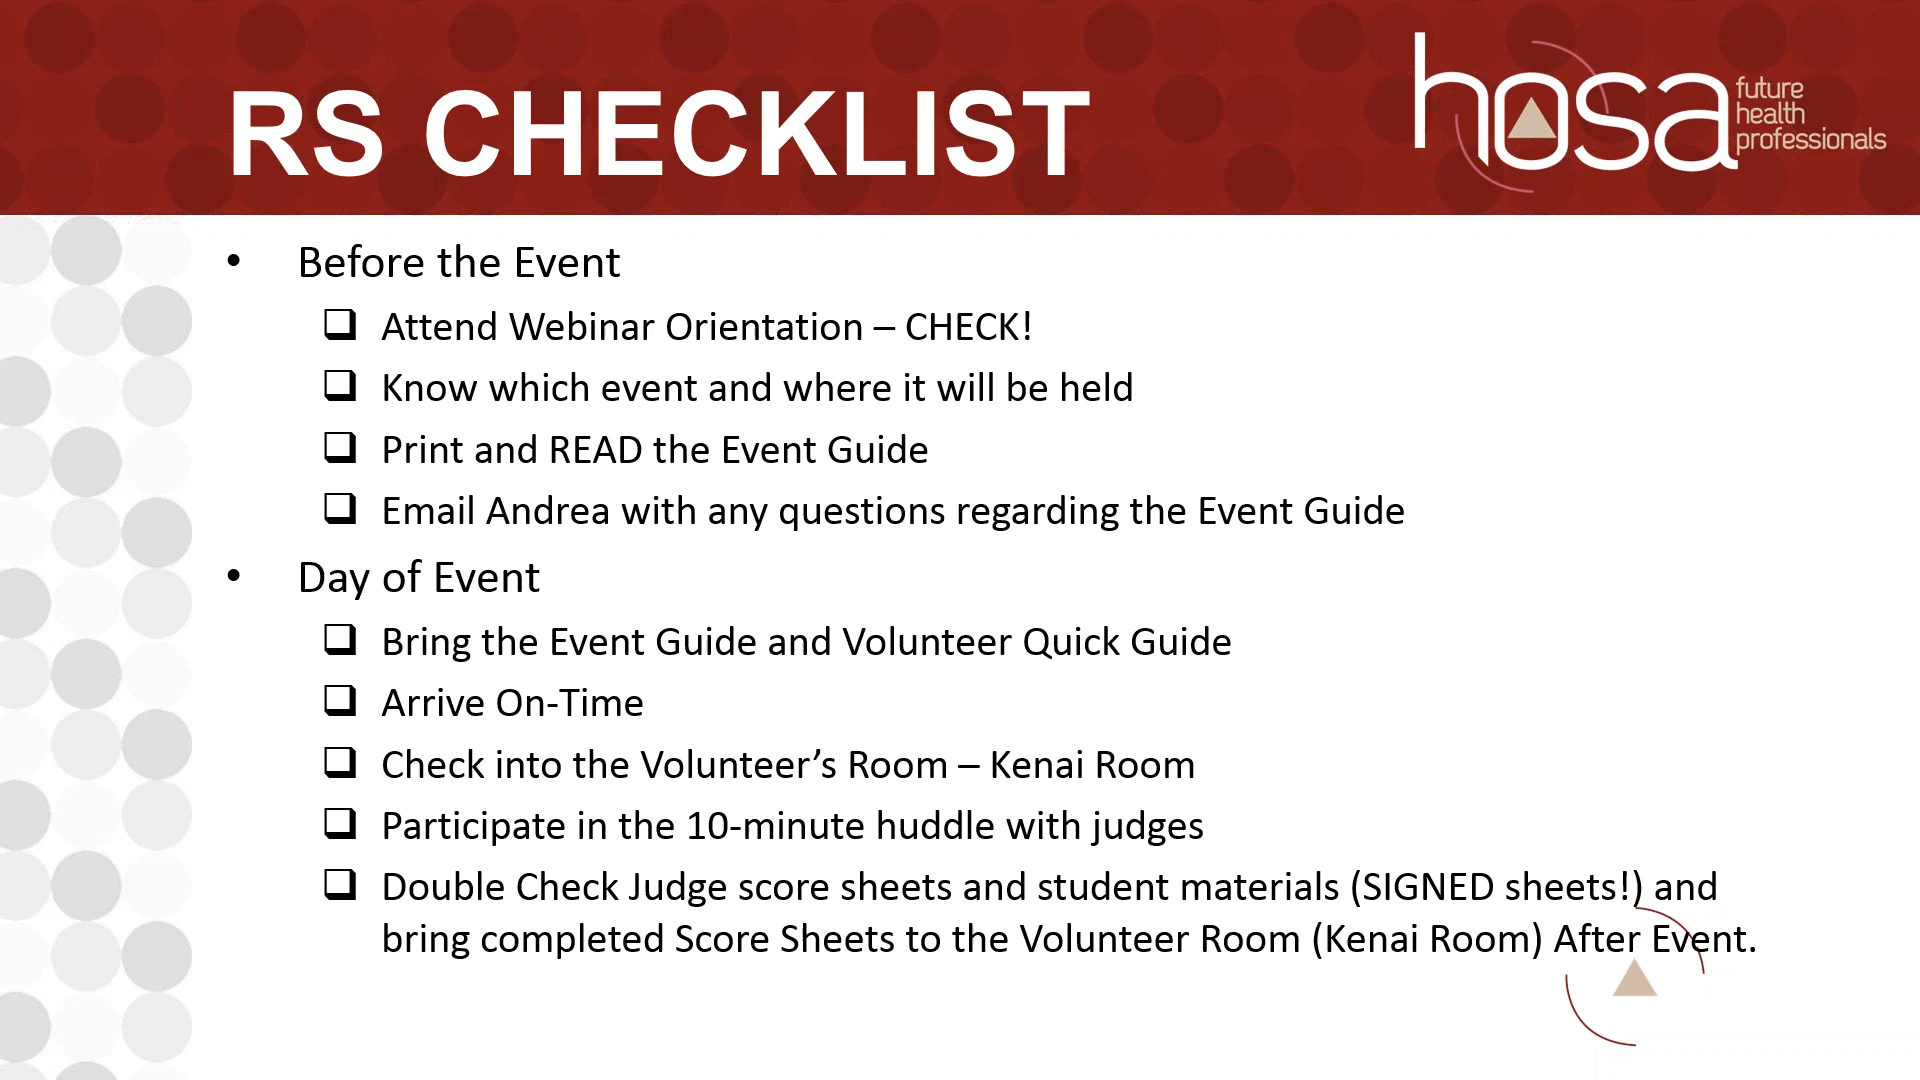 RS CHECKLIST
hosa
future
health
professionals
• Before the Event
❑ Attend Webinar Orientation – CHECK!
❑ Know which event and where it will be held
❑ Print and READ the Event Guide
❑ Email Andrea with any questions regarding the Event Guide
• Day of Event
❑ Bring the Event Guide and Volunteer Quick Guide
❑ Arrive On-Time
❑ Check into the Volunteer’s Room – Kenai Room
❑ Participate in the 10-minute huddle with judges
❑ Double Check Judge score sheets and student materials (SIGNED sheets!) and
bring completed Score Sheets to the Volunteer Room (Kenai Room) After Event.